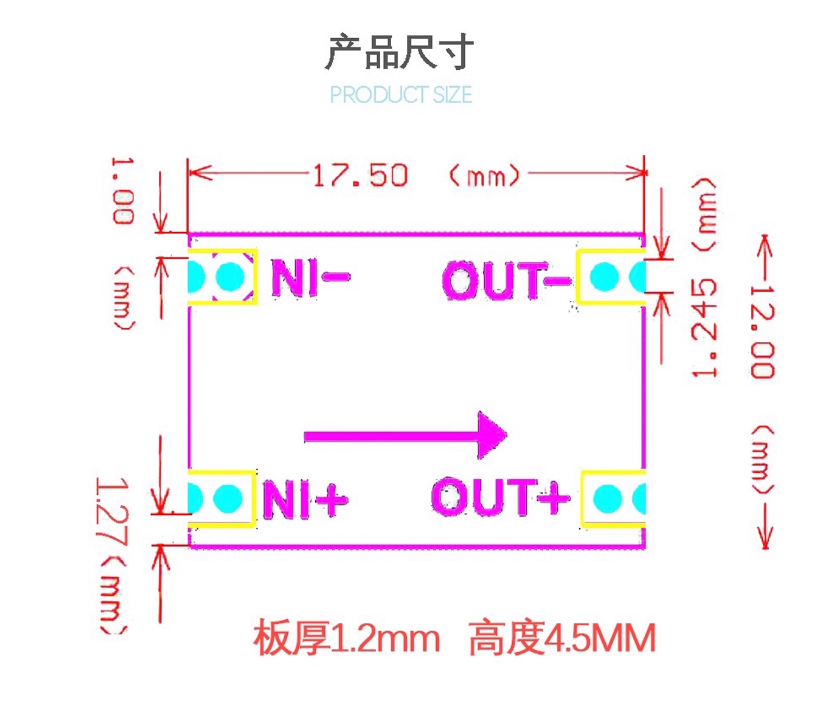 产品尺寸
PRODUCT SIZE
17.50 (mm)
1.00 (mm)
1.245 (mm)
12.00 (mm)
NI-
OUT-
NI+
OUT+
1.27(mm)
板厚1.2mm 高度4.5MM